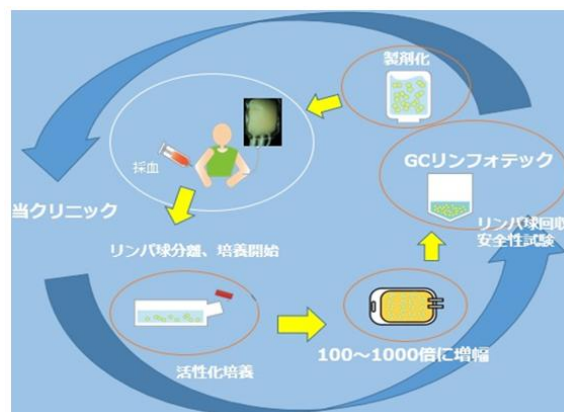 製剤化
採血
GCリンフォテック
当クリニック
リンパ球回収
安全性試験
リンパ球分離、培養開始
100～1000倍に増幅
活性化培養